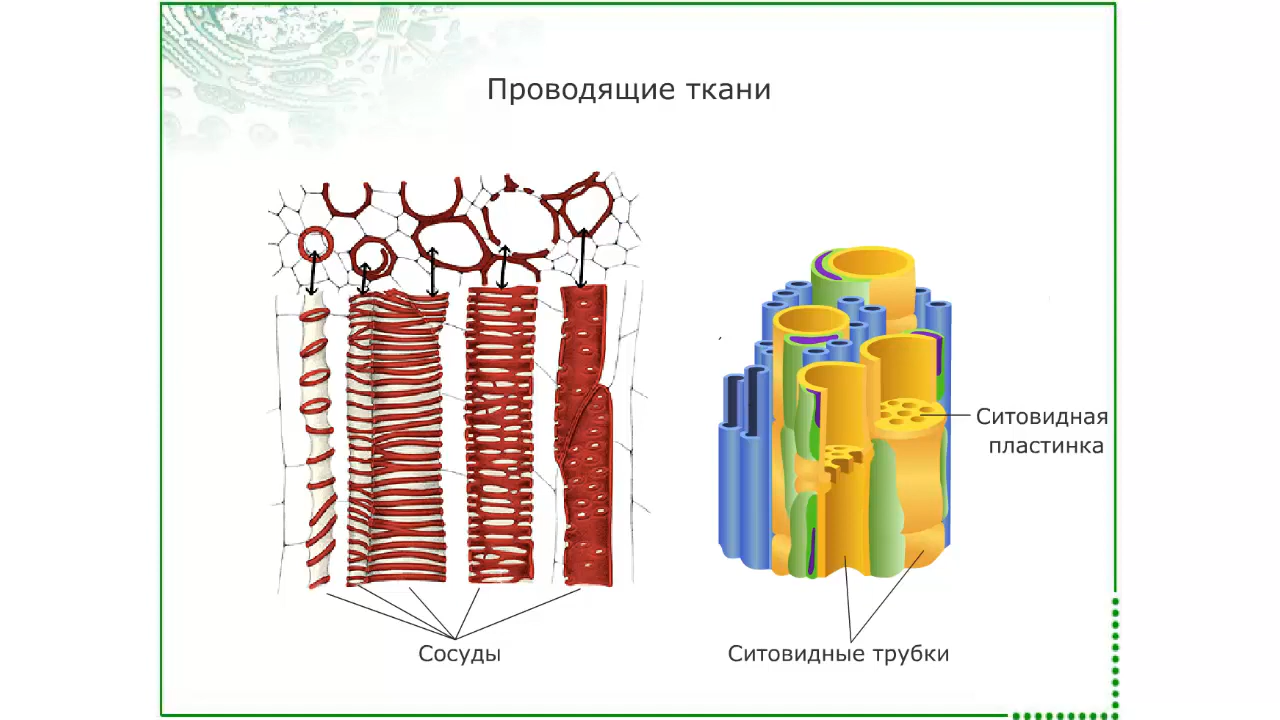 Проводящие ткани
Ситовидная
пластинка
Сосуды
Ситовидные трубки